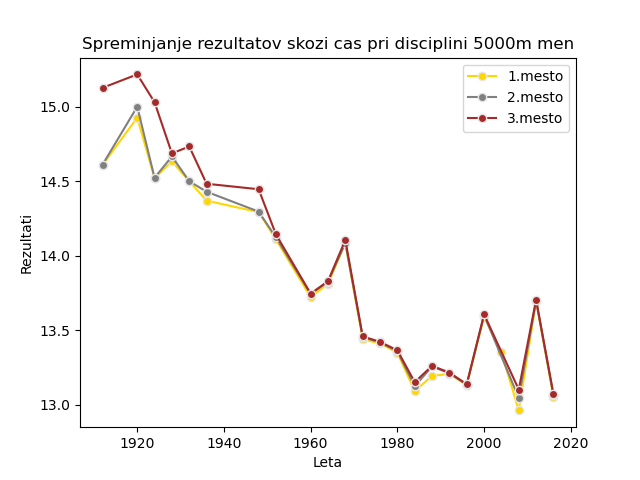 Spreminjanje rezultatov skozi cas pri disciplini 5000m men
1.mesto
2.mesto
3.mesto
Rezultati
15.0
14.5
14.0
13.5
13.0
1920 1940 1960 1980 2000 2020
Leta